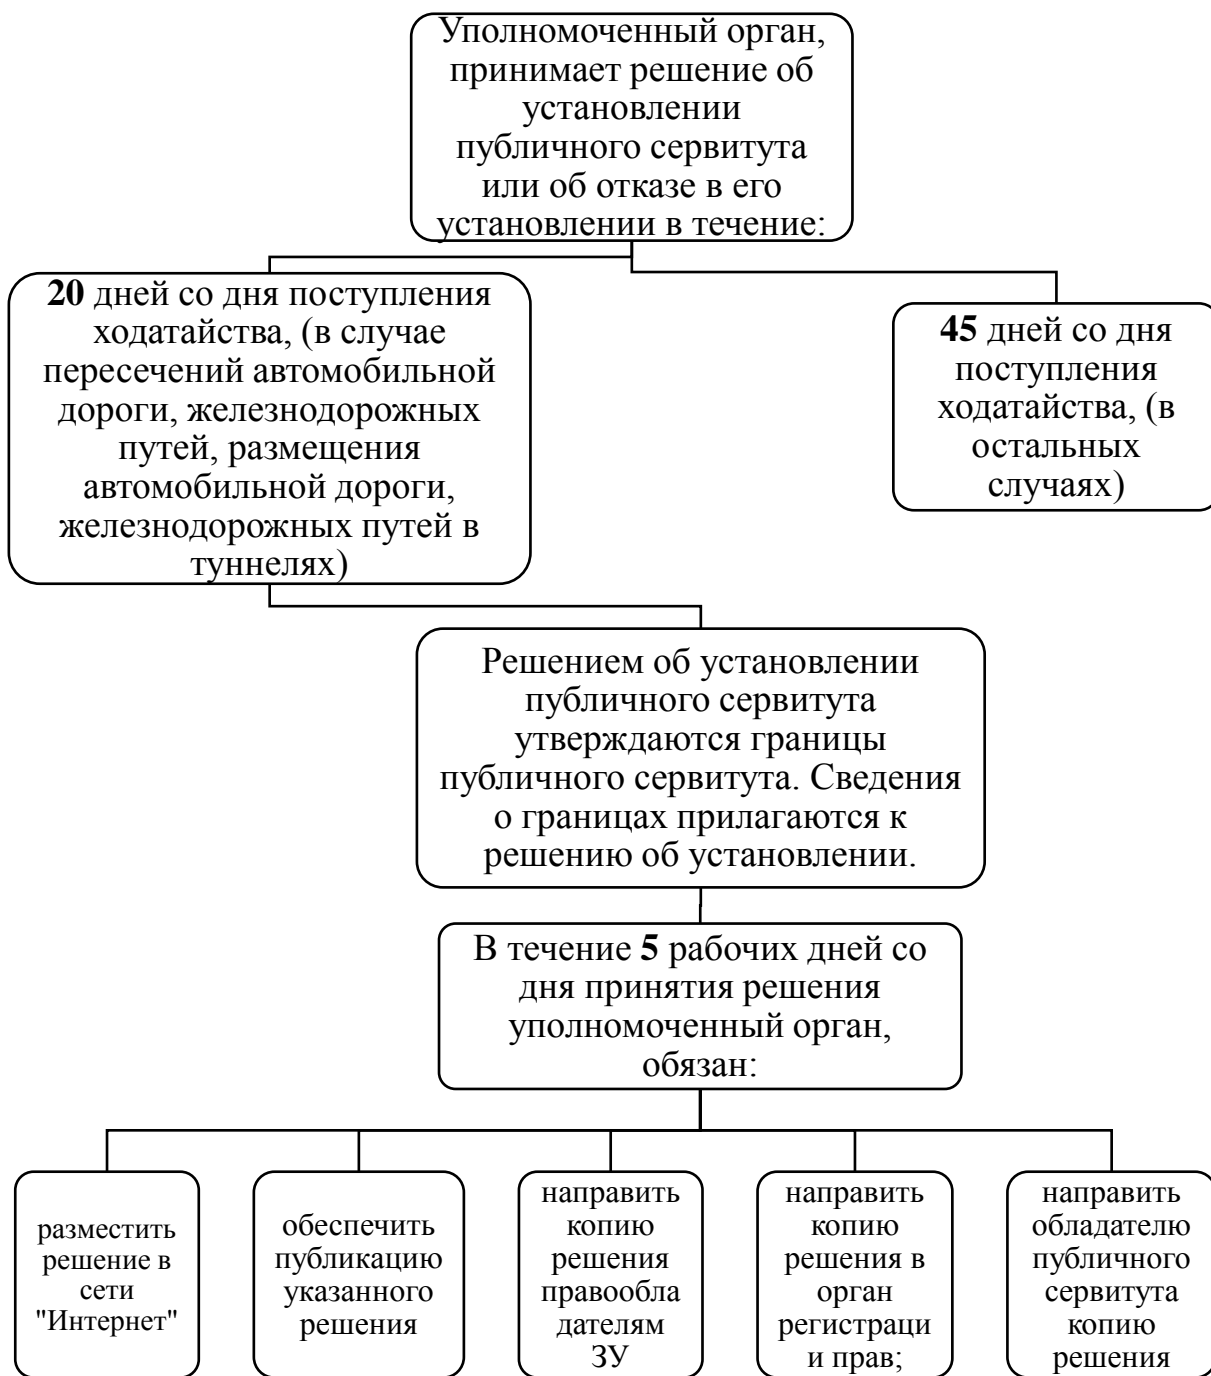 Уполномоченный орган,
принимает решение об
установлении
публичного сервитута
или об отказе в его
установлении в течение:
20 дней со дня поступления
ходатайства, (в случае
пересечений автомобильной
дороги, железнодорожных
путей, размещения
автомобильной дороги,
железнодорожных путей в
туннелях)
45 дней со дня
поступления
ходатайства, (в
остальных
случаях)
Решением об установлении
публичного сервитута
утверждаются границы
публичного сервитута. Сведения
о границах прилагаются к
решению об установлении.
В течение 5 рабочих дней со
дня принятия решения
уполномоченный орган,
обязан:
разместить
решение в
сети
"Интернет"
обеспечить
публикацию
указанного
решения
направить
копию
решения
правообла
дателям
ЗУ
направить
копию
решения в
орган
регистраци
и прав;
направить
обладателю
публичного
сервитута
копию
решения